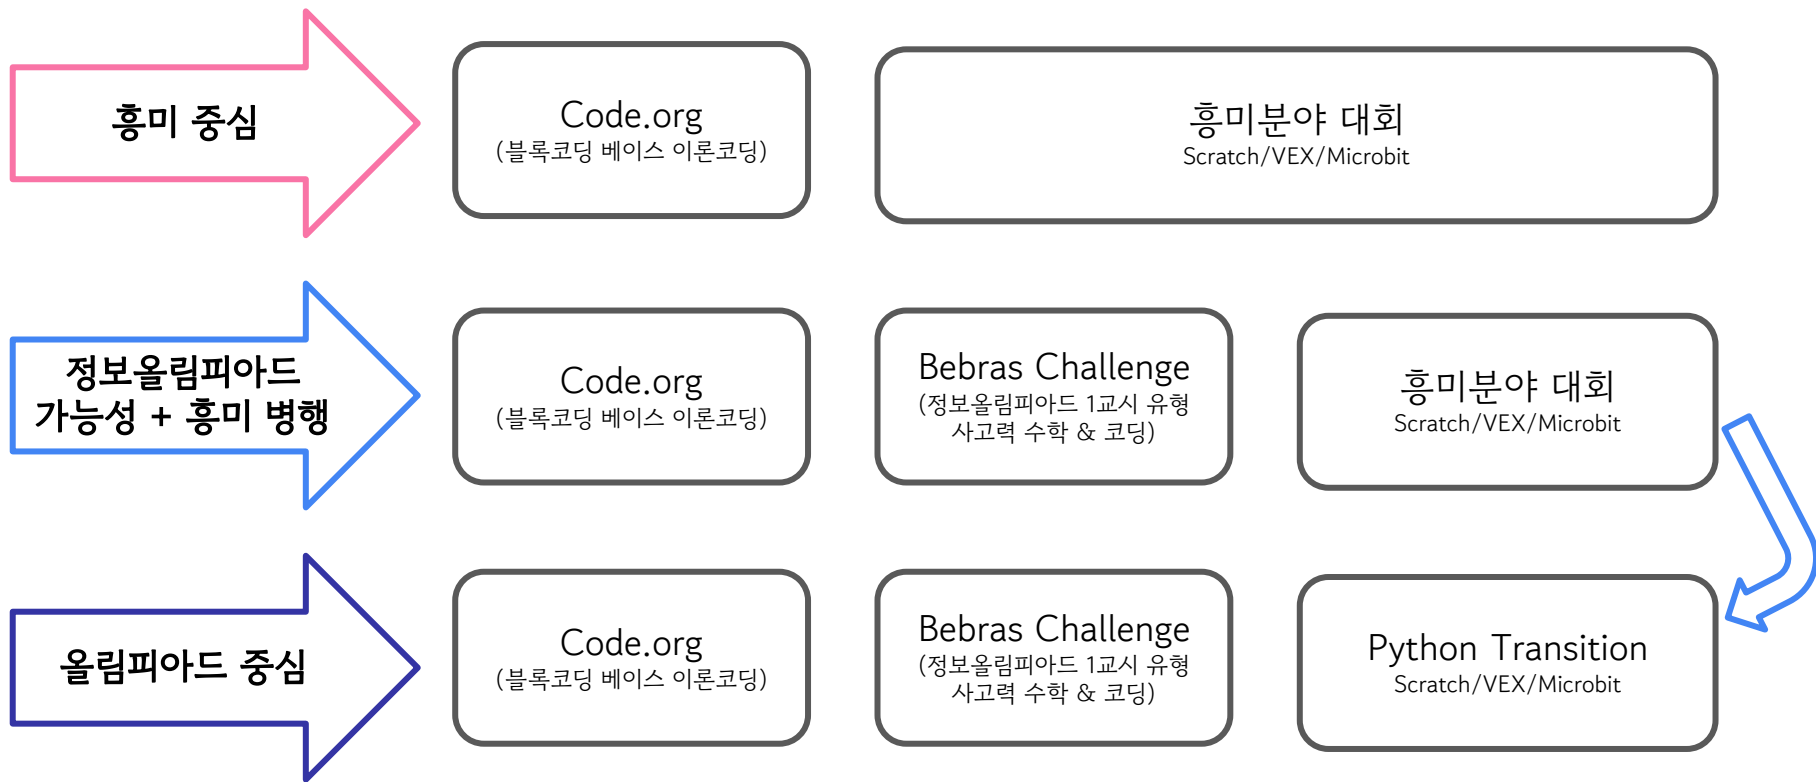 흥미 중심
Code.org
(블록코딩 베이스 이론코딩)
흥미분야 대회
Scratch/VEX/Microbit
정보올림피아드
가능성 + 흥미 병행
Code.org
(블록코딩 베이스 이론코딩)
Bebras Challenge
(정보올림피아드 1교시 유형
사고력 수학 & 코딩)
흥미분야 대회
Scratch/VEX/Microbit
올림피아드 중심
Code.org
(블록코딩 베이스 이론코딩)
Bebras Challenge
(정보올림피아드 1교시 유형
사고력 수학 & 코딩)
Python Transition
Scratch/VEX/Microbit